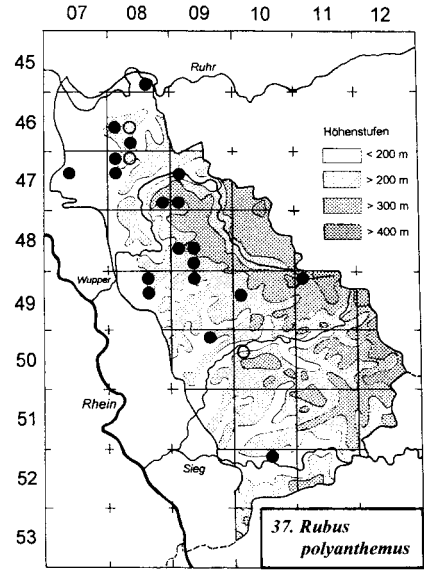 07 08 09 10 11 12
45
Ruhr
46
Höhenstufen
< 200 m
> 200 m
47
> 300 m
> 400 m
48
Wupper
49
50
Rhein
51
Sieg
52
37. Rubus
polyanthemus
53